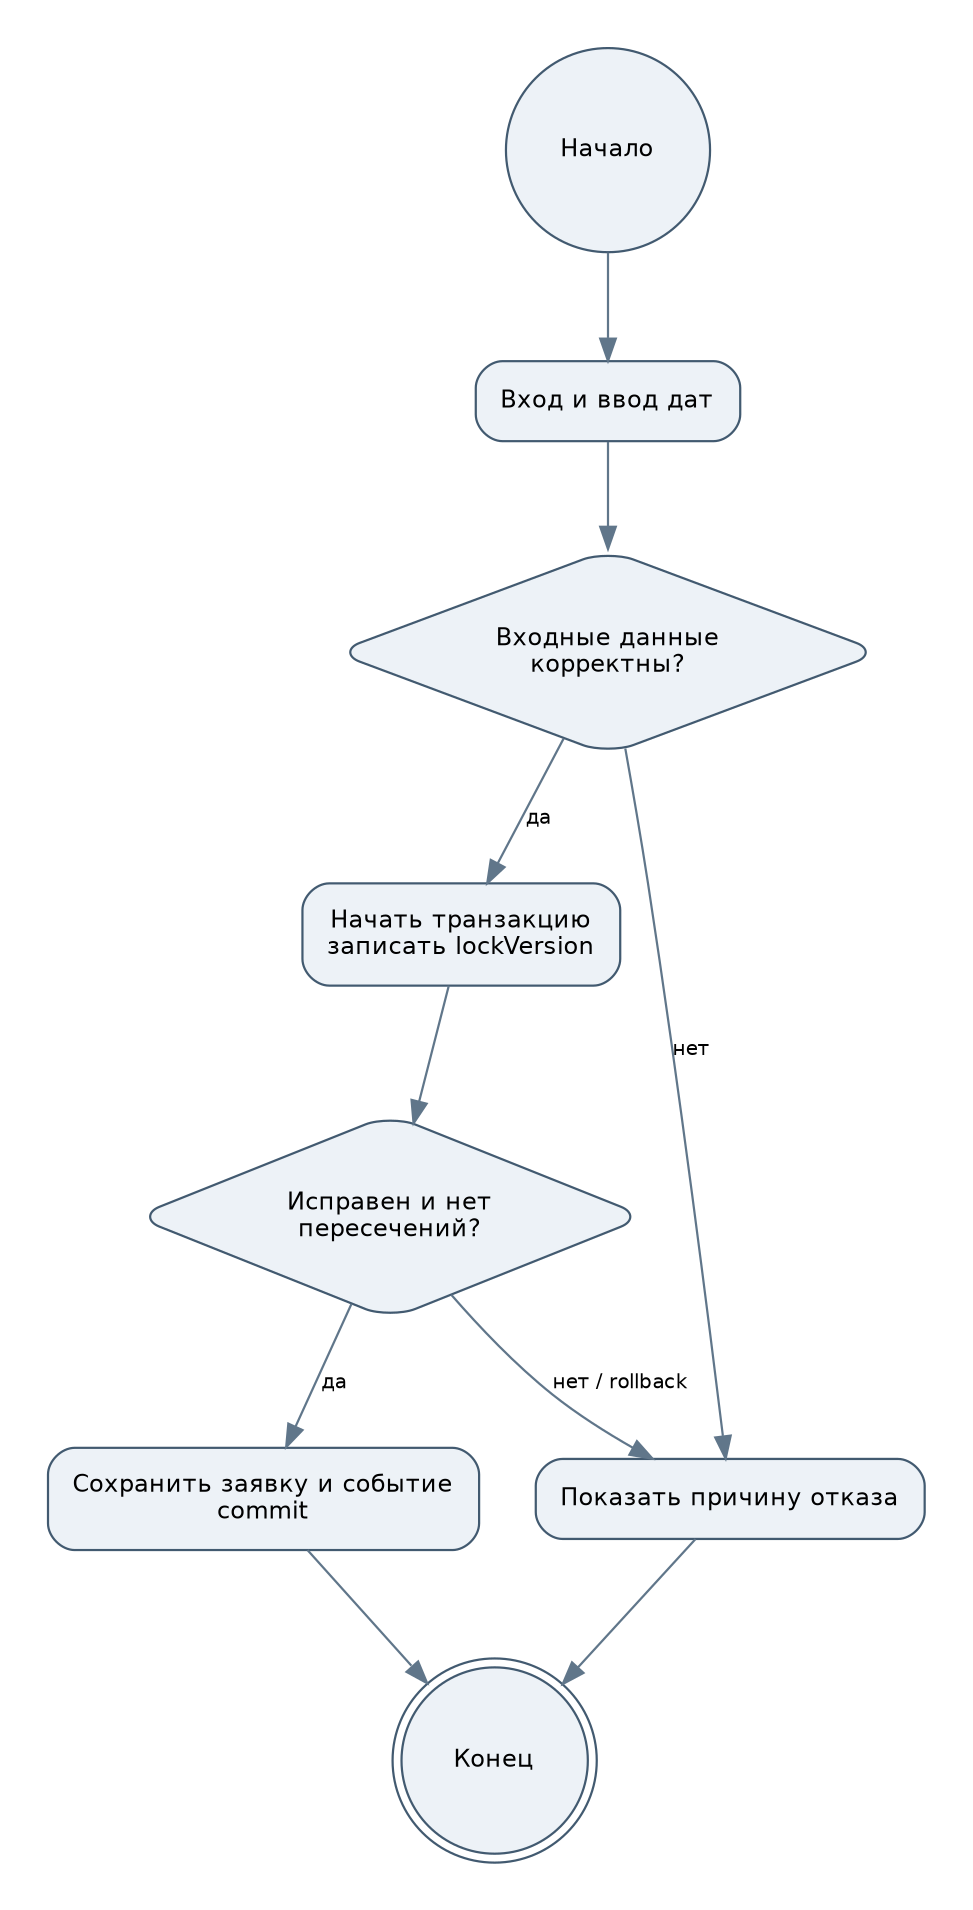 Начало
Вход и ввод дат
Входные данные
корректны?
да
Начать транзакцию
записать lockVersion
нет
Исправен и нет
пересечений?
да
нет / rollback
Сохранить заявку и событие
commit
Показать причину отказа
Конец